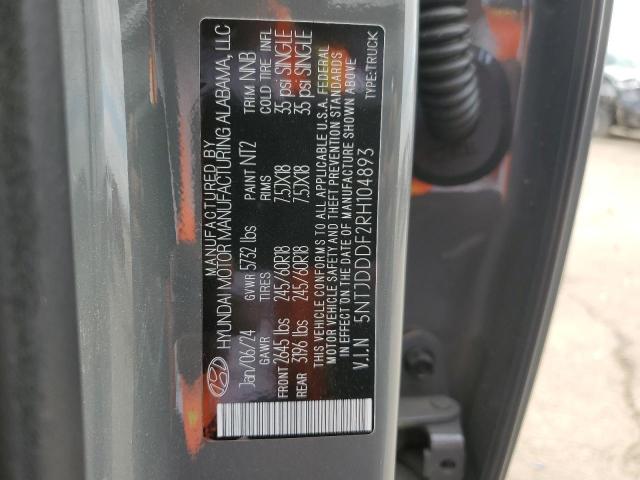 MANUFACTURED BY
HYUNDAI MOTOR MANUFACTURING ALABAMA, LLC
Jan/06/24 GVWR 5732 lbs PAINT NT2 TRIM NNB
GAWR TIRES RIMS COLD TIRE INFL
FRONT 2645 lbs 245/60R18 7.5JX18 35 psi SINGLE
REAR 3196 lbs 245/60R18 7.5JX18 35 psi SINGLE
THIS VEHICLE CONFORMS TO ALL APPLICABLE U.S.A. FEDERAL
MOTOR VEHICLE SAFETY AND THEFT PREVENTION STANDARDS
IN EFFECT ON THE DATE OF MANUFACTURE SHOWN ABOVE
V.I.N 5NTJDDDF2RH104893 TYPE:TRUCK